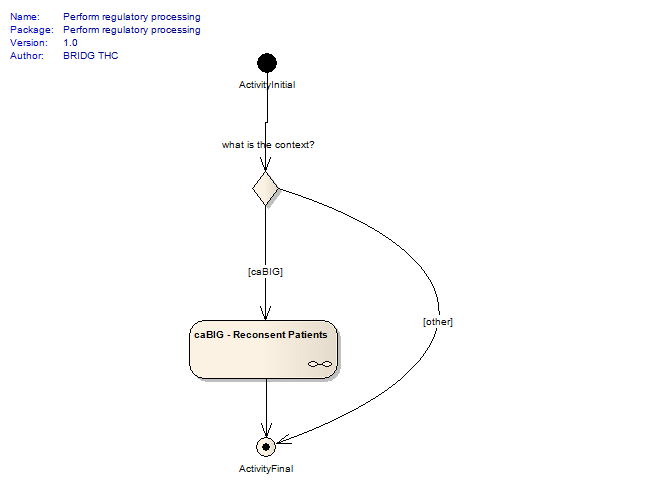 Name: Perform regulatory processing
Package: Perform regulatory processing
Version: 1.0
Author: BRIDG THC
ActivityInitial
what is the context?
[caBIG]
[other]
caBIG - Reconsent Patients
ActivityFinal